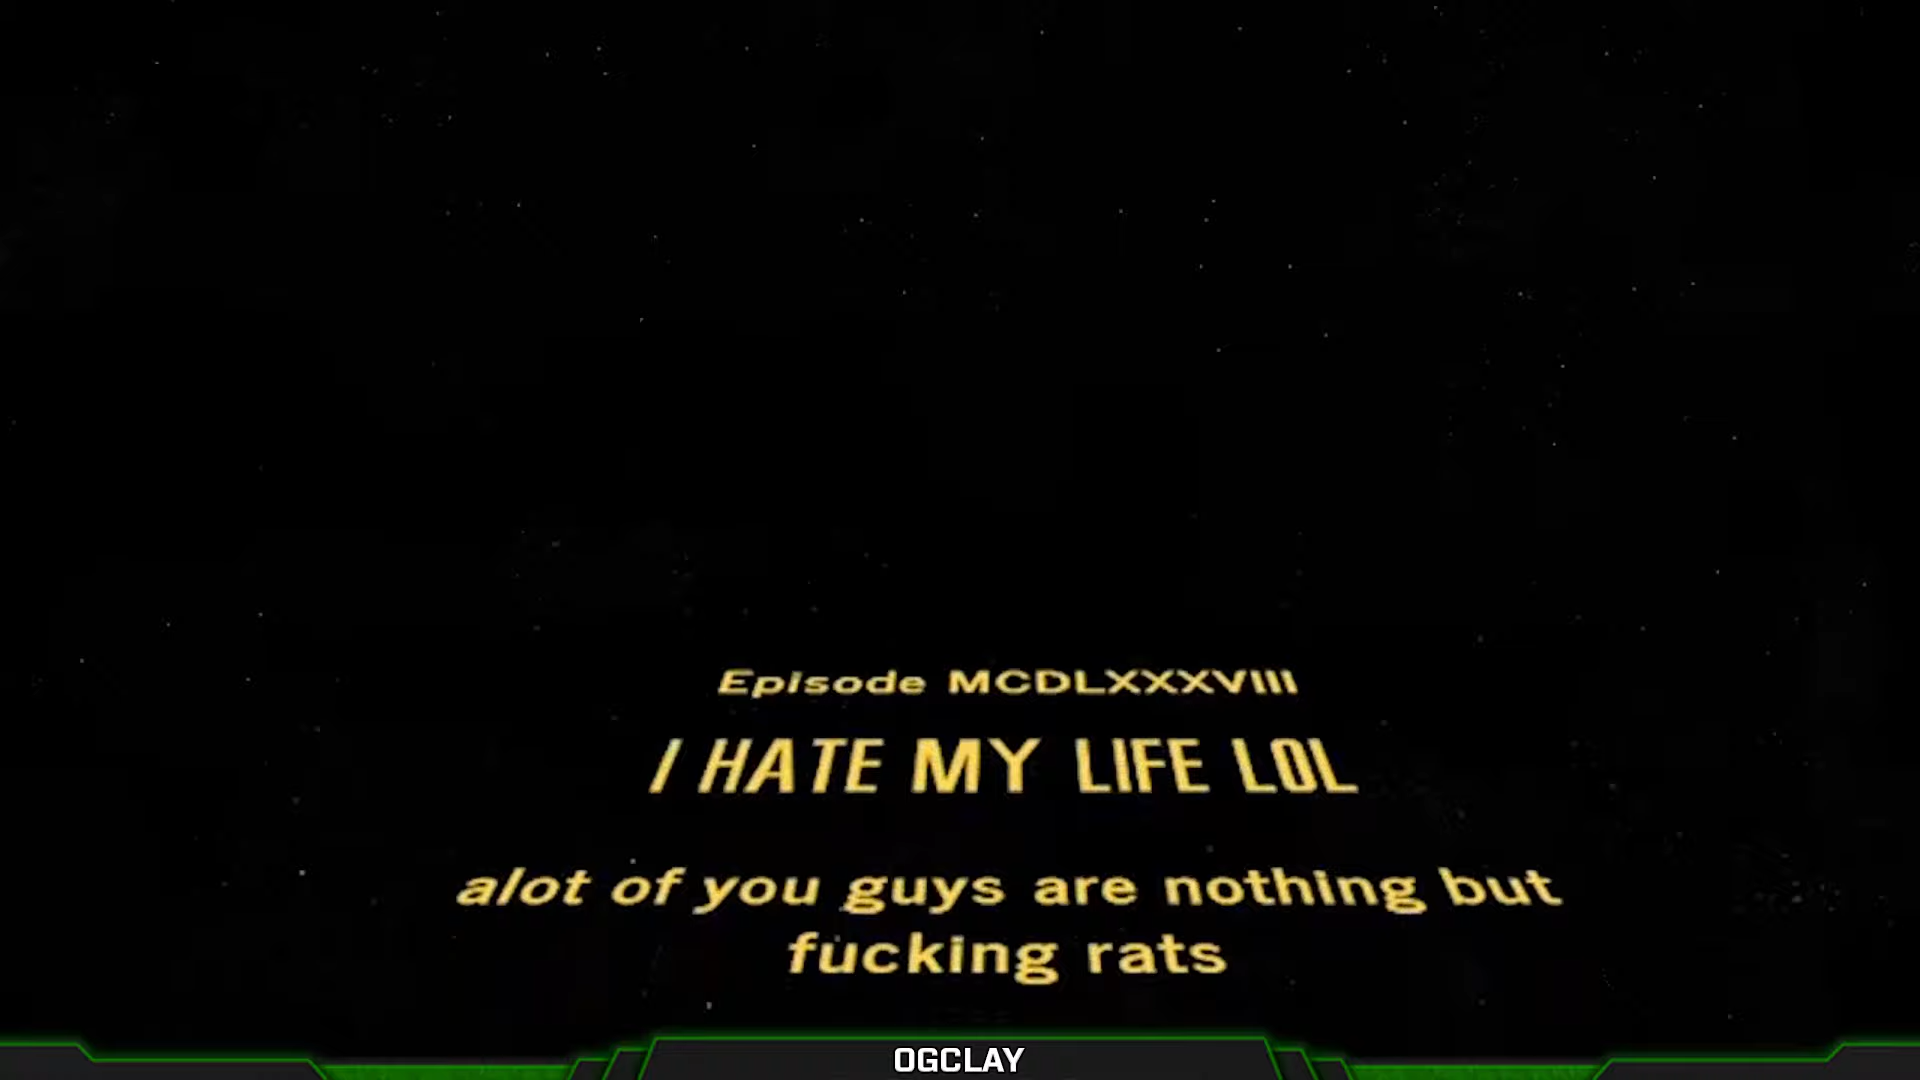 Episode MCDLXXXVIII
I HATE MY LIFE LOL
alot of you guys are nothing but
fucking rats
OGCLAY